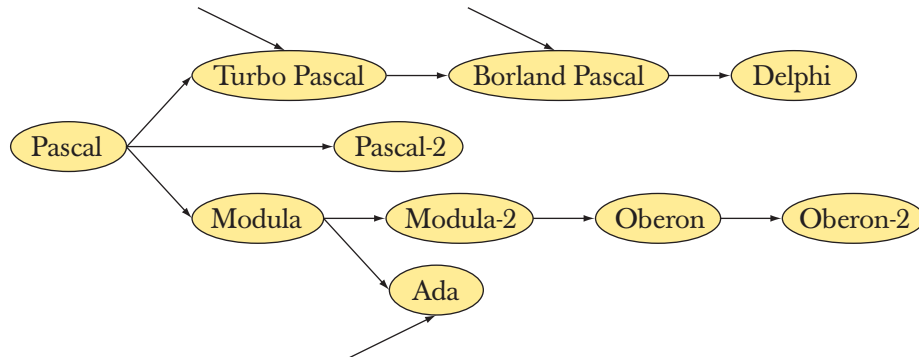 Turbo Pascal
Borland Pascal
Delphi
Pascal
Pascal-2
Modula
Modula-2
Oberon
Oberon-2
Ada